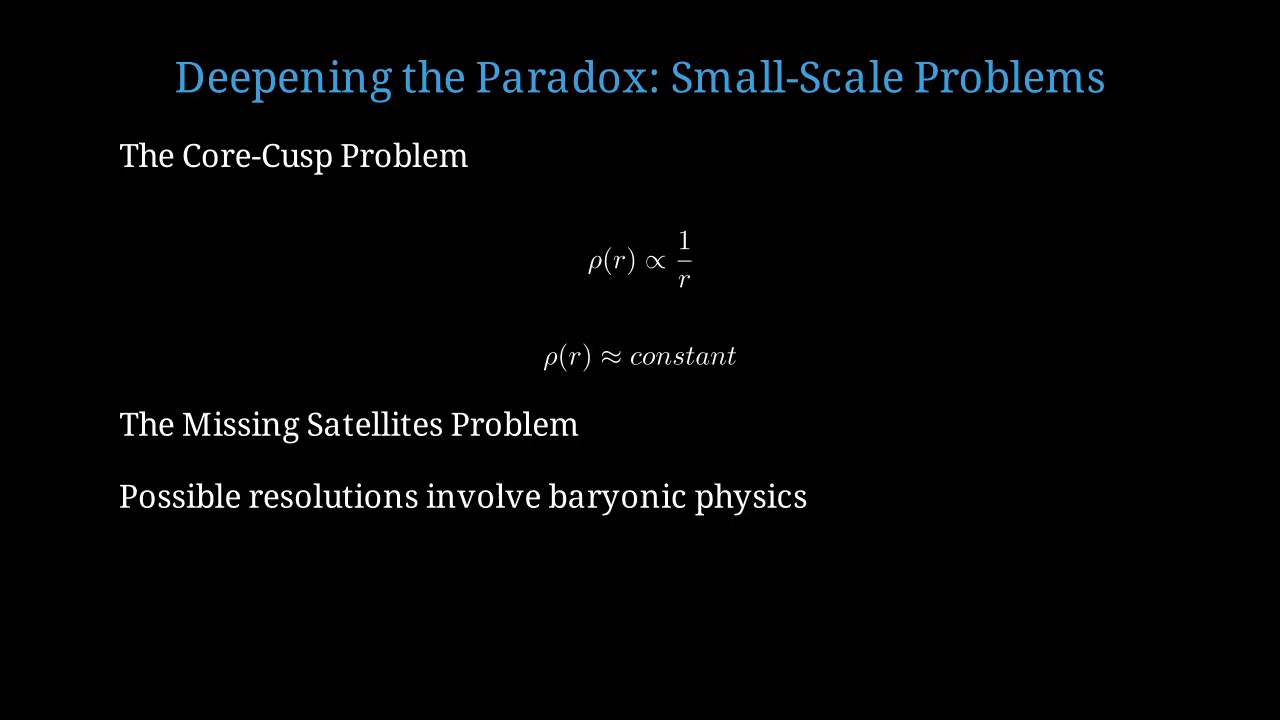 Deepening the Paradox: Small-Scale Problems
The Core-Cusp Problem
ρ(r) ∝ 1/r
ρ(r) ≈ constant
The Missing Satellites Problem
Possible resolutions involve baryonic physics